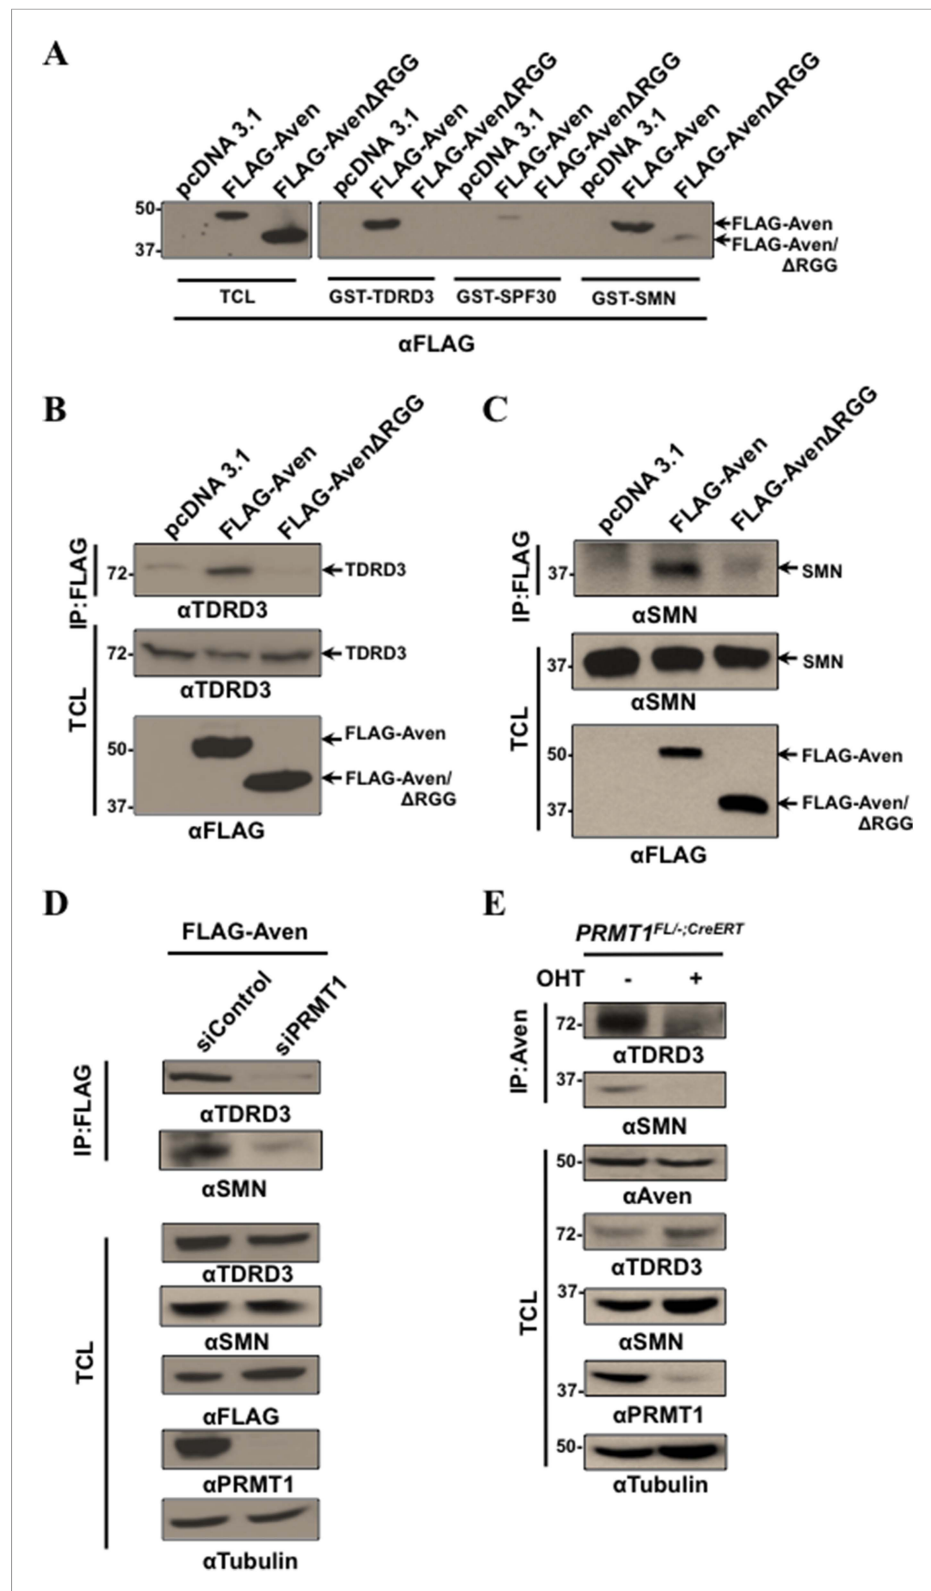 A
pcDNA 3.1
FLAG-Aven
FLAG-AvenΔRGG
pcDNA 3.1
FLAG-Aven
FLAG-AvenΔRGG
pcDNA 3.1
FLAG-Aven
FLAG-AvenΔRGG
pcDNA 3.1
FLAG-Aven
FLAG-AvenΔRGG
50-
37-
FLAG-Aven
FLAG-Aven/
ΔRGG
TCL
GST-TDRD3
GST-SPF30
GST-SMN
αFLAG
B
pcDNA 3.1
FLAG-Aven
FLAG-AvenΔRGG
IP:FLAG
72-
TDRD3
αTDRD3
TCL
72-
TDRD3
αTDRD3
50-
37-
FLAG-Aven
FLAG-Aven/
ΔRGG
αFLAG
C
pcDNA 3.1
FLAG-Aven
FLAG-AvenΔRGG
IP:FLAG
37-
SMN
αSMN
TCL
37-
SMN
αSMN
50-
37-
FLAG-Aven
FLAG-Aven/
ΔRGG
αFLAG
D
FLAG-Aven
siControl
siPRMT1
IP:FLAG
αTDRD3
αSMN
TCL
αTDRD3
αSMN
αFLAG
αPRMT1
αTubulin
E
PRMT1FL/-;CreERT
OHT - +
IP:Aven
72-
αTDRD3
37-
αSMN
TCL
50-
αAven
72-
αTDRD3
37-
αSMN
37-
αPRMT1
50-
αTubulin